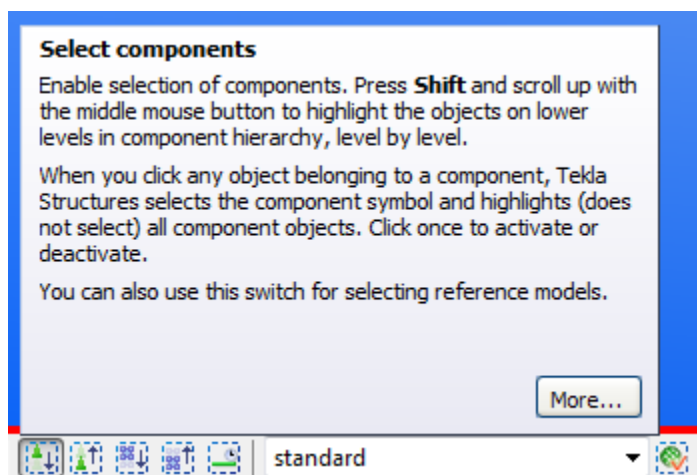 Select components
Enable selection of components. Press Shift and scroll up with
the middle mouse button to highlight the objects on lower
levels in component hierarchy, level by level.
When you click any object belonging to a component, Tekla
Structures selects the component symbol and highlights (does
not select) all component objects. Click once to activate or
deactivate.
You can also use this switch for selecting reference models.
More...
standard